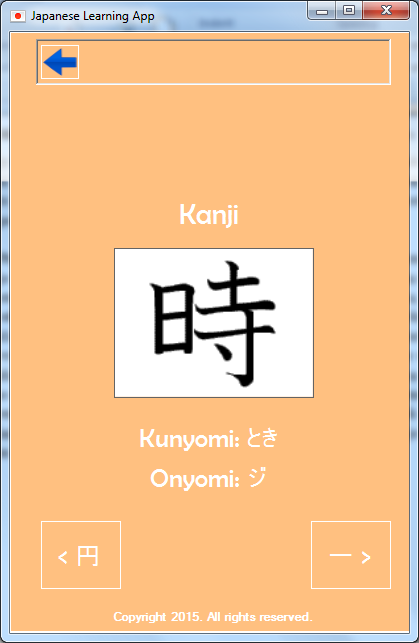 Japanese Learning App
Kanji
時
Kunyomi: とき
Onyomi: ジ
< 円
一 >
Copyright 2015. All rights reserved.